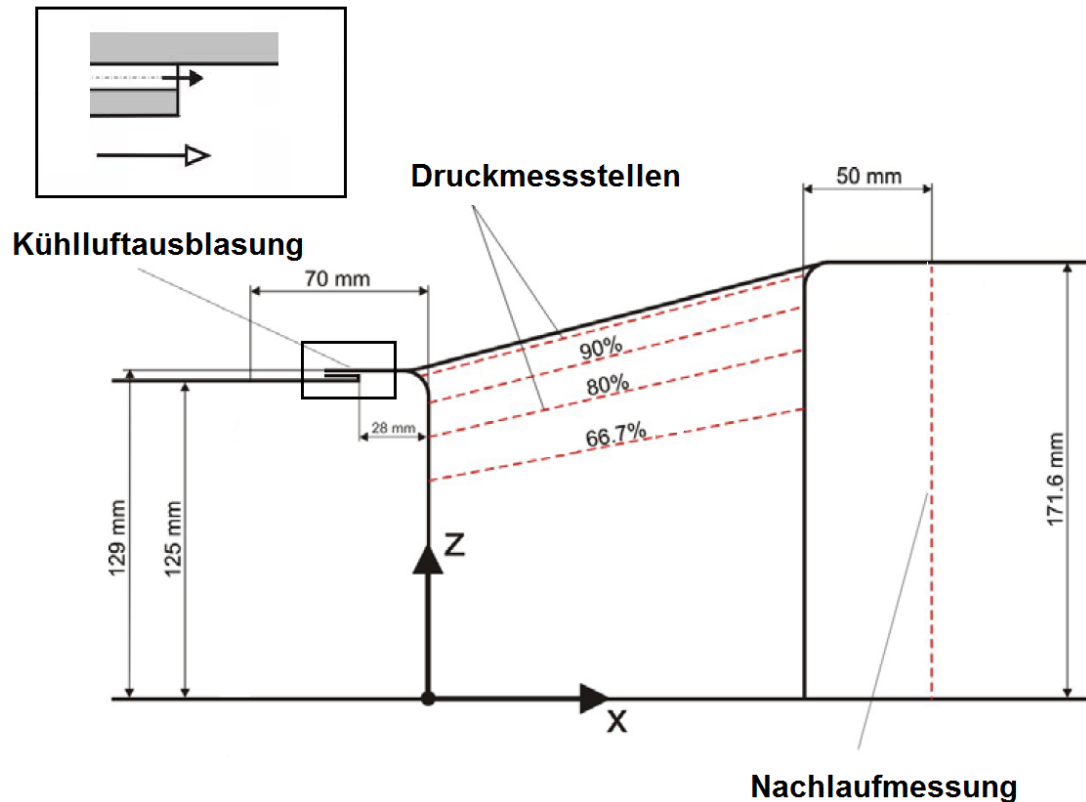 Druckmessstellen
50 mm
Kühlluftausblasung
70 mm
90%
80%
28 mm
66.7%
129 mm
125 mm
171.6 mm
Z
X
Nachlaufmessung